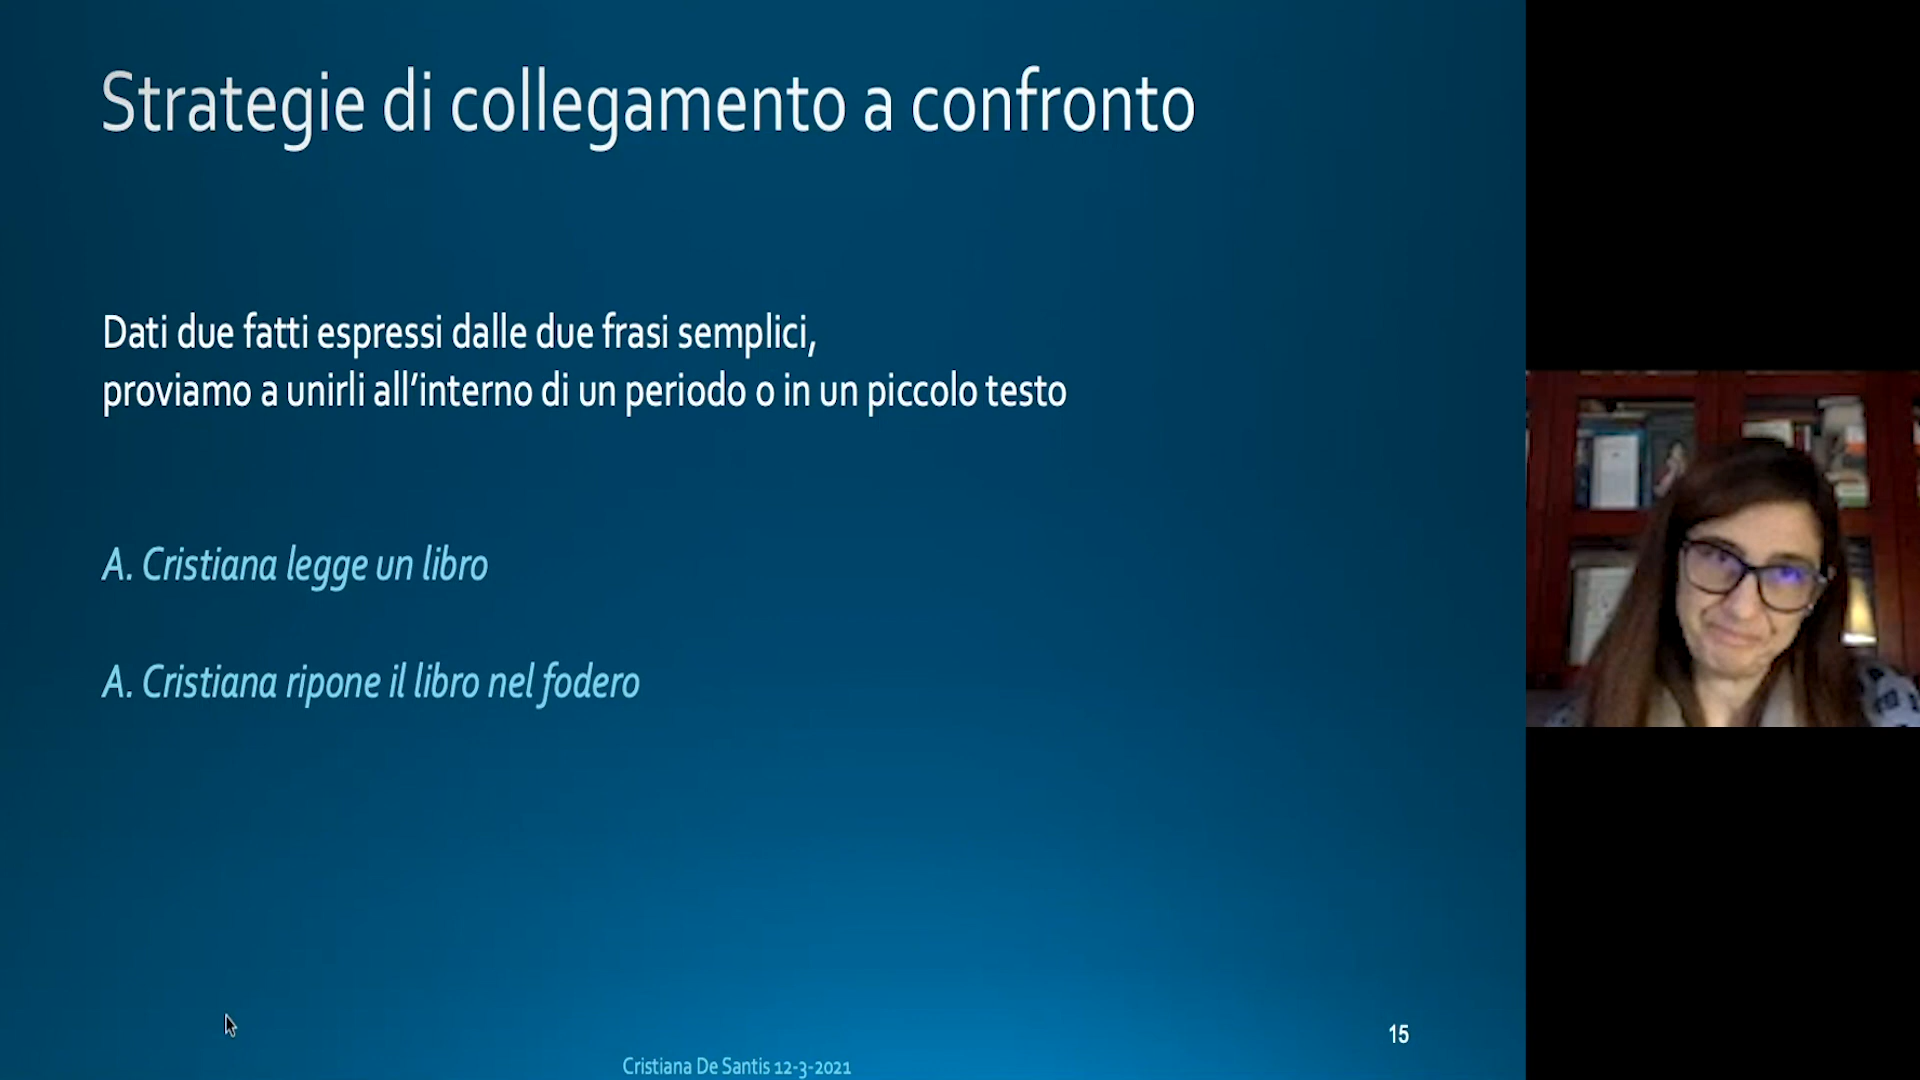 Strategie di collegamento a confronto
Dati due fatti espressi dalle due frasi semplici,
proviamo a unirli all’interno di un periodo o in un piccolo testo
A. Cristiana legge un libro
A. Cristiana ripone il libro nel fodero
15
Cristiana De Santis 12-3-2021